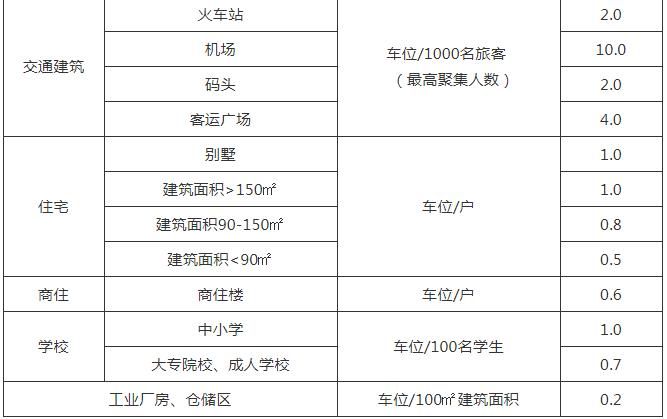 交通建筑
火车站
车位/1000名旅客
（最高聚集人数）
2.0
机场
10.0
码头
2.0
客运广场
4.0
住宅
别墅
车位/户
1.0
建筑面积>150㎡
1.0
建筑面积90-150㎡
0.8
建筑面积<90㎡
0.5
商住
商住楼
车位/户
0.6
学校
中小学
车位/100名学生
1.0
大专院校、成人学校
0.7
工业厂房、仓储区
车位/100㎡建筑面积
0.2